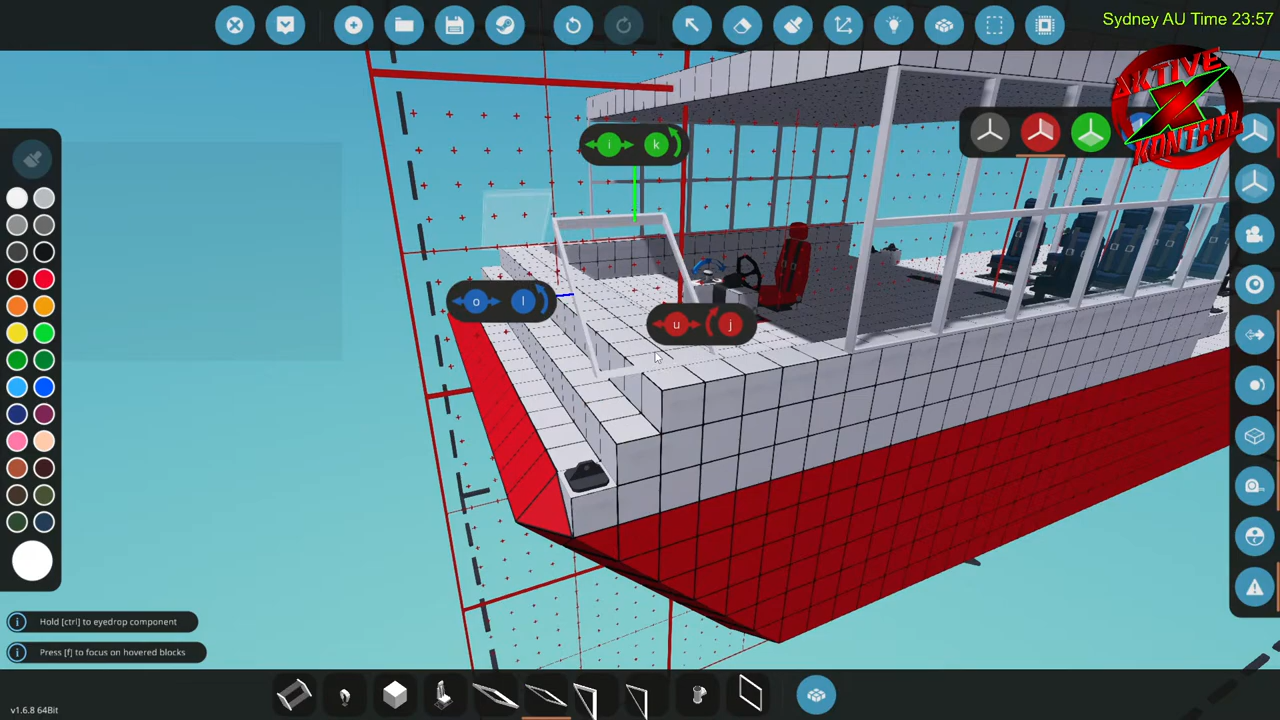 Sydney AU Time 23:57
AKTIVE
X
KONTROL
i k
o l
u j
Hold [ctrl] to eyedrop component
Press [f] to focus on hovered blocks
v1.6.8 64Bit